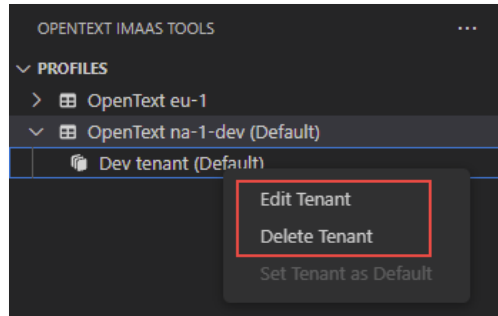 OPENTEXT IMAAS TOOLS
PROFILES
OpenText eu-1
OpenText na-1-dev (Default)
Dev tenant (Default)
Edit Tenant
Delete Tenant
Set Tenant as Default